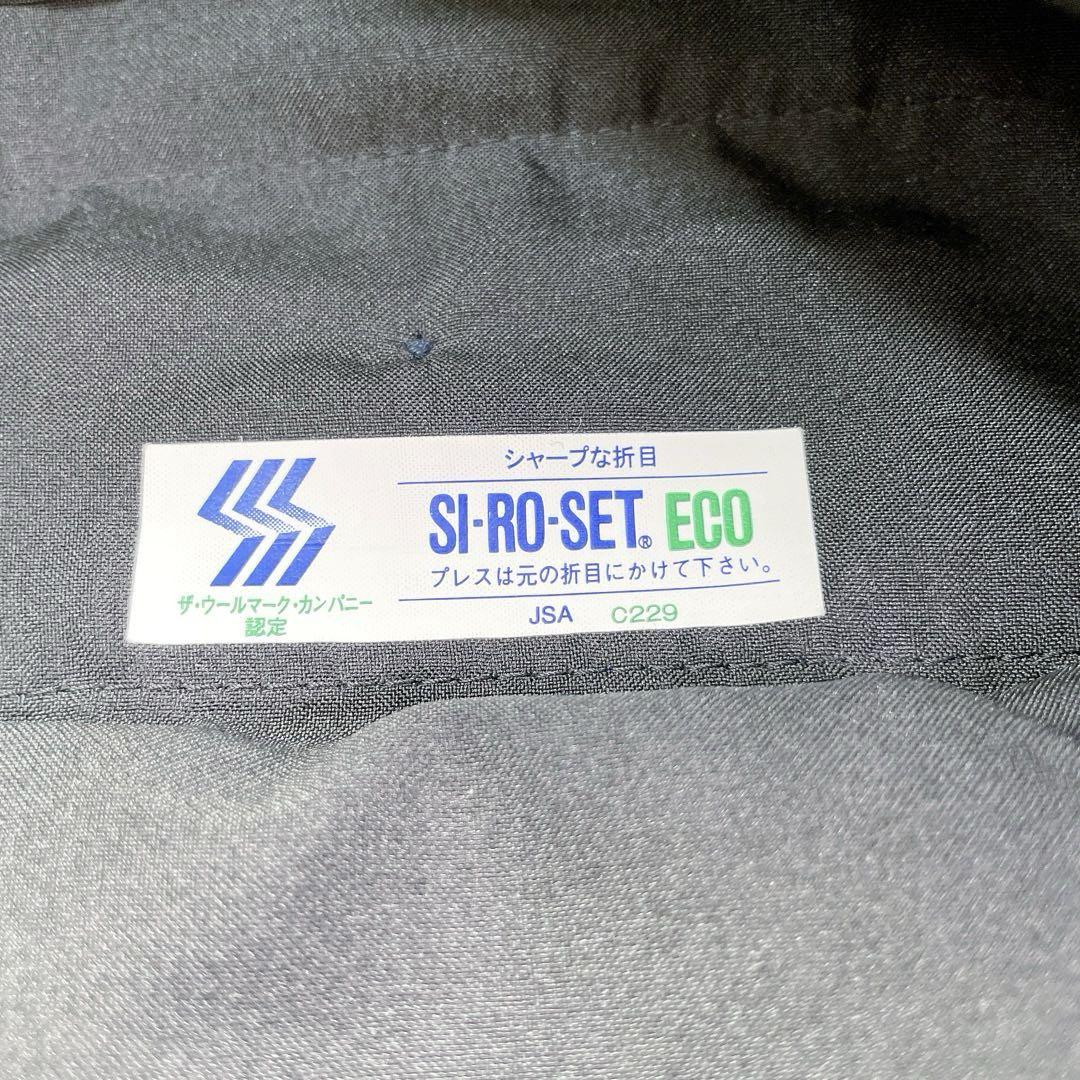 シャープな折目
SI-RO-SET® ECO
プレスは元の折目にかけて下さい。
JSA C229
ザ・ウールマーク・カンパニー
認定